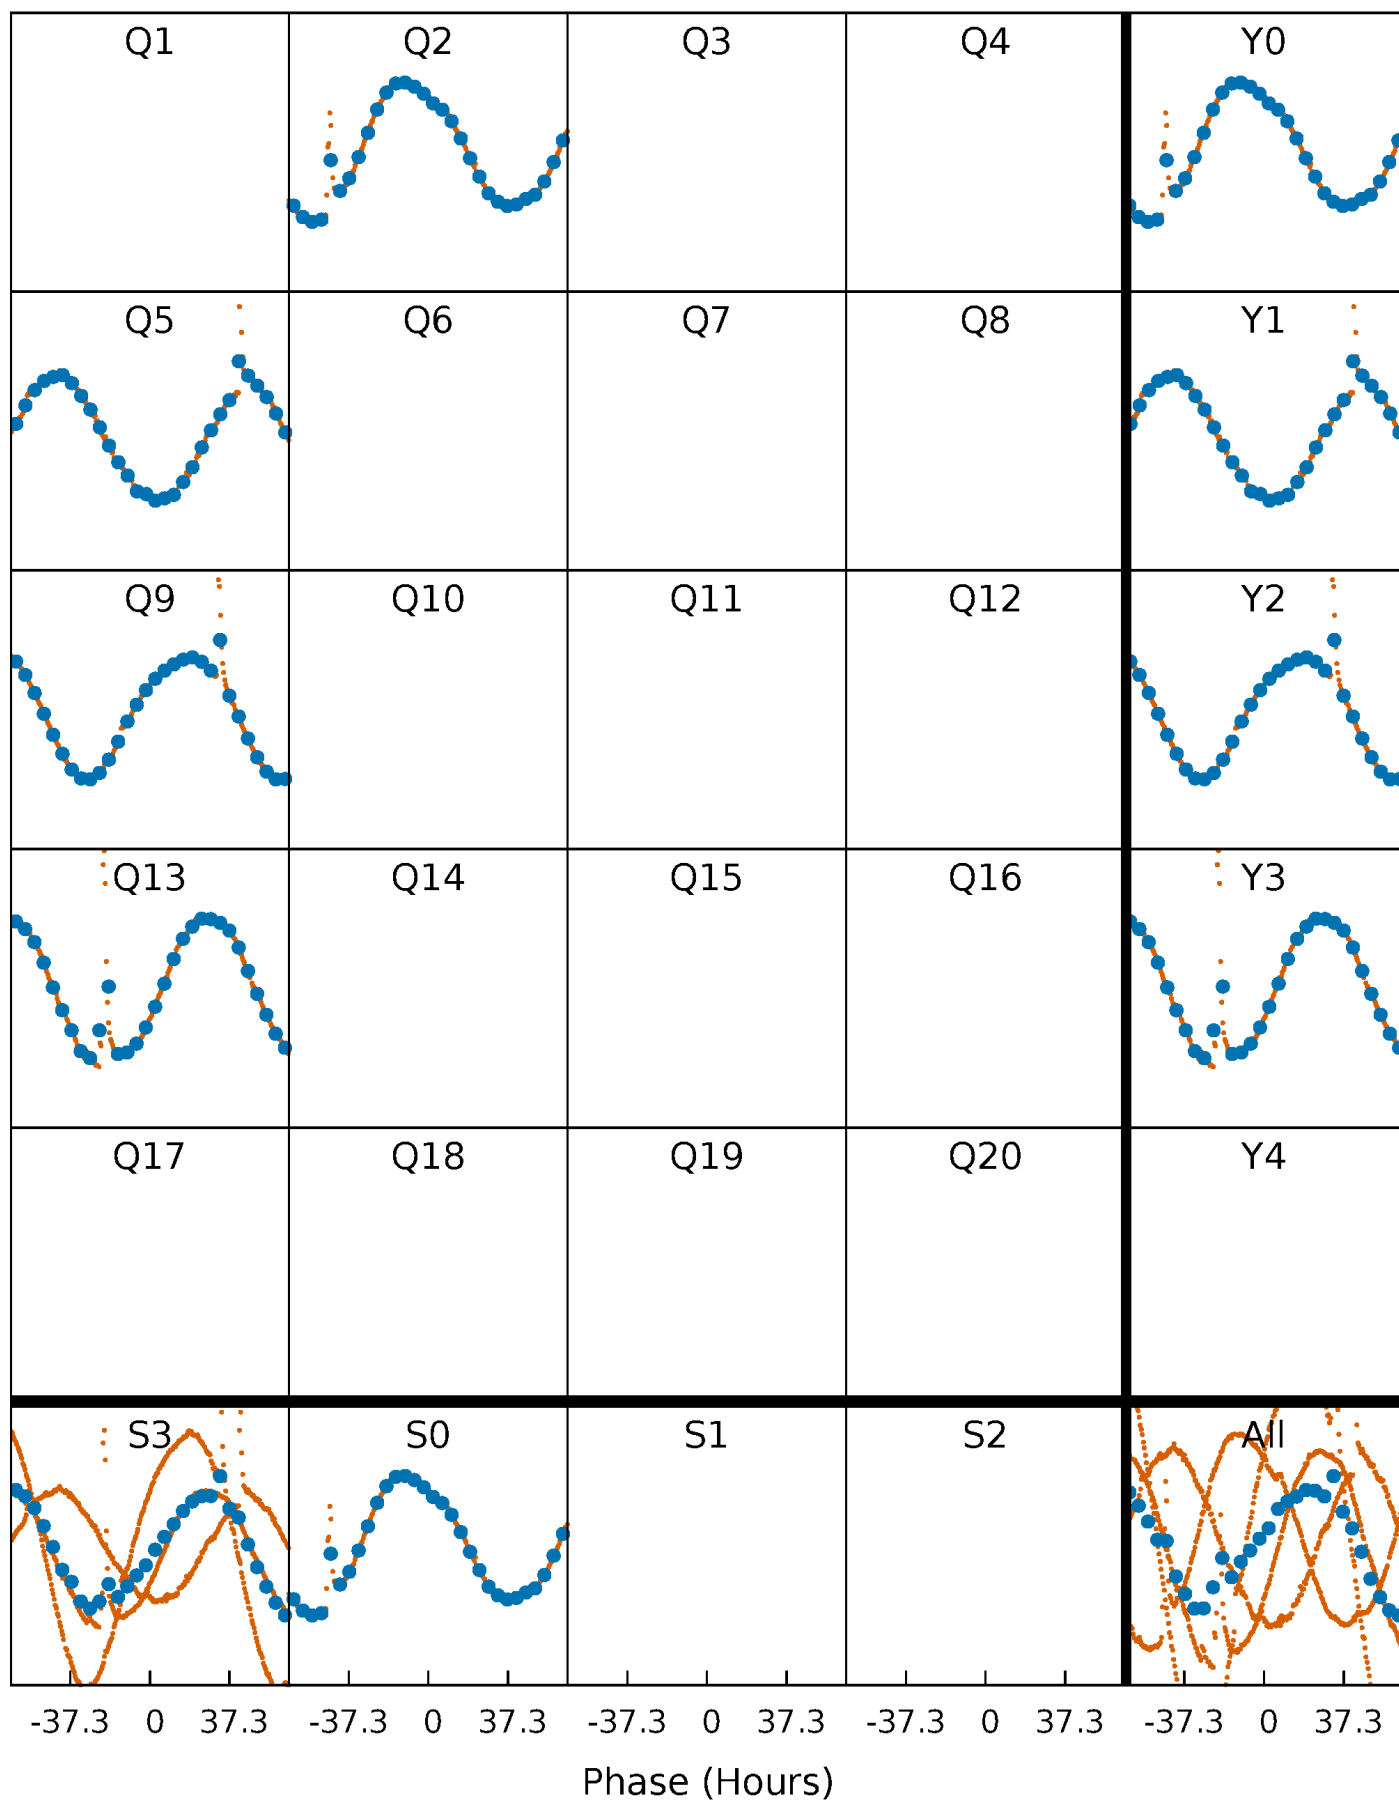 Q1 Q2 Q3 Q4 Y0
Q5 Q6 Q7 Q8 Y1
Q9 Q10 Q11 Q12 Y2
Q13 Q14 Q15 Q16 Y3
Q17 Q18 Q19 Q20 Y4
S3 S0 S1 S2 All
-37.3 0 37.3 -37.3 0 37.3 -37.3 0 37.3 -37.3 0 37.3 -37.3 0 37.3
Phase (Hours)